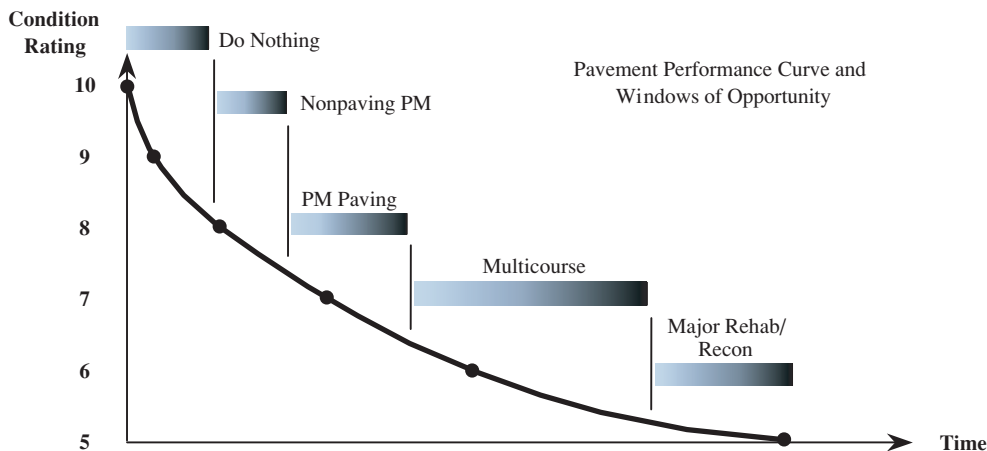 Condition
Rating
Do Nothing
Pavement Performance Curve and
Windows of Opportunity
10
Nonpaving PM
9
PM Paving
8
Multicourse
7
Major Rehab/
Recon
6
5
Time